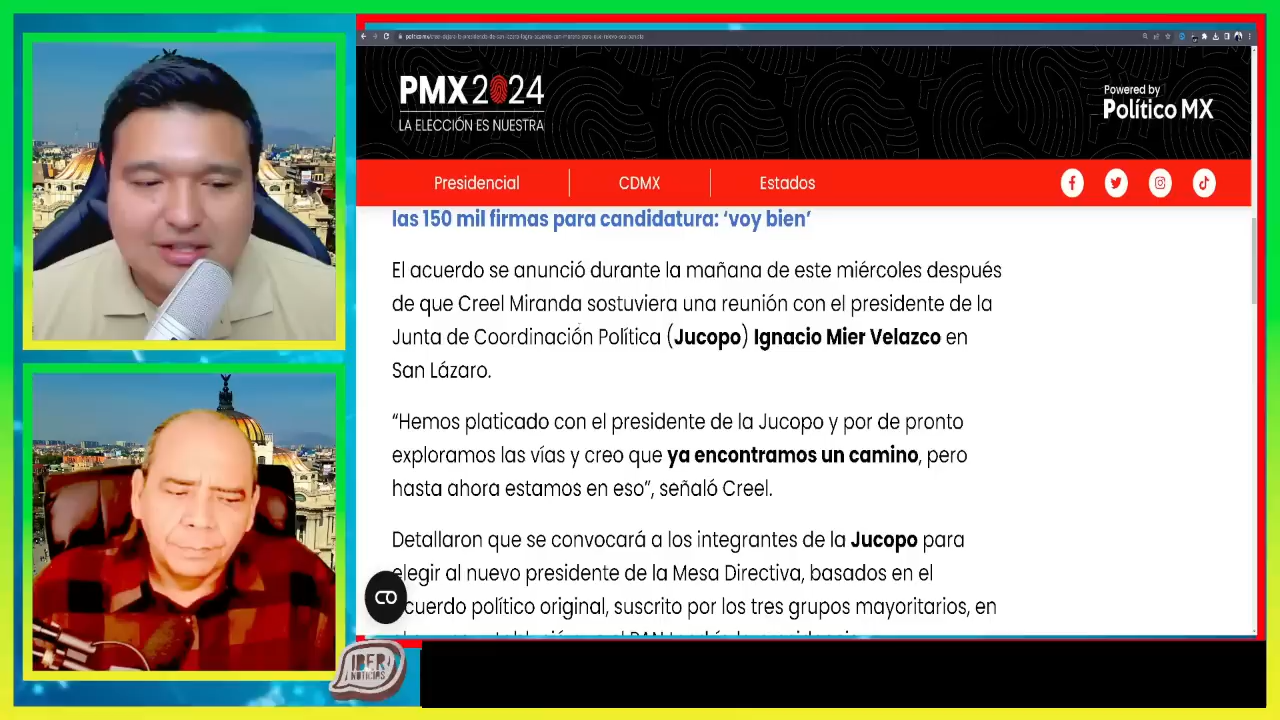 PMX2024
LA ELECCIÓN ES NUESTRA
Powered by
Político MX
Presidencial
CDMX
Estados
las 150 mil firmas para candidatura: ‘voy bien’
El acuerdo se anunció durante la mañana de este miércoles después
de que Creel Miranda sostuviera una reunión con el presidente de la
Junta de Coordinación Política (Jucopo) Ignacio Mier Velazco en
San Lázaro.
“Hemos platicado con el presidente de la Jucopo y por de pronto
exploramos las vías y creo que ya encontramos un camino, pero
hasta ahora estamos en eso”, señaló Creel.
Detallaron que se convocará a los integrantes de la Jucopo para
elegir al nuevo presidente de la Mesa Directiva, basados en el
cuerdo político original, suscrito por los tres grupos mayoritarios, en
IBER
NOTICIAS